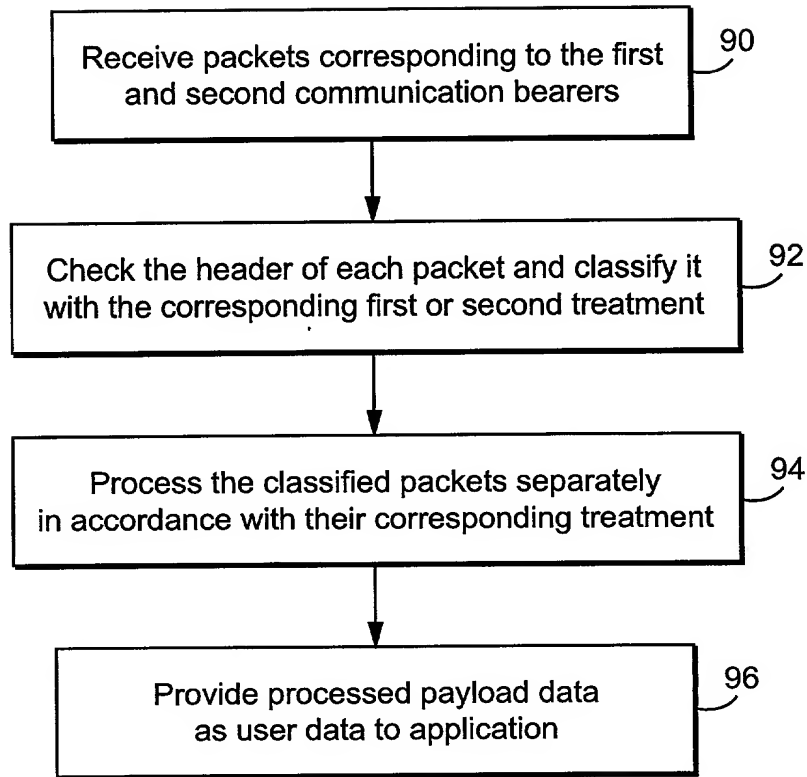 Receive packets corresponding to the first
and second communication bearers
90
Check the header of each packet and classify it
with the corresponding first or second treatment
92
Process the classified packets separately
in accordance with their corresponding treatment
94
Provide processed payload data
as user data to application
96